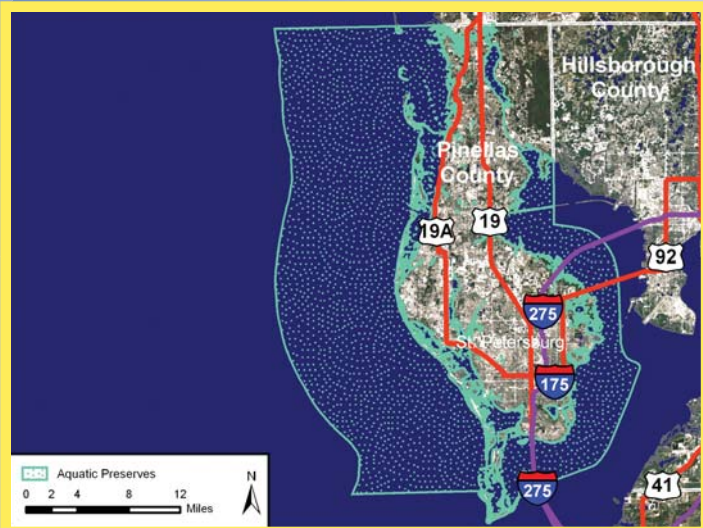 Hillsborough
County
Pinellas
County
19A
19
92
275
St. Petersburg
175
275
41
Aquatic Preserves
N
0 2 4 8 12
Miles